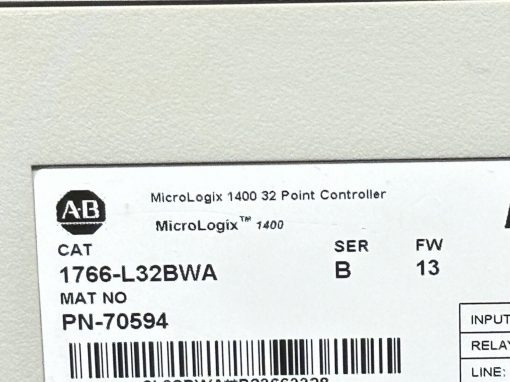 MicroLogix 1400 32 Point Controller
AB
MicroLogix™ 1400
CAT
SER
FW
1766-L32BWA
B
13
MAT NO
PN-70594
INPUT
RELAY
LINE: